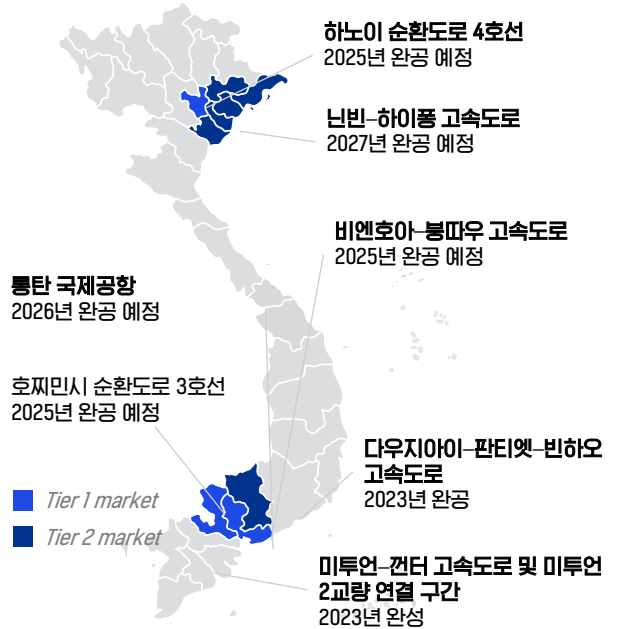 하노이 순환도로 4호선
2025년 완공 예정
닌빈–하이퐁 고속도로
2027년 완공 예정
비엔호아–붕따우 고속도로
2025년 완공 예정
롱탄 국제공항
2026년 완공 예정
호찌민시 순환도로 3호선
2025년 완공 예정
다우지아이–판티엣–빈하오
고속도로
2023년 완공
Tier 1 market
Tier 2 market
미투언–껀터 고속도로 및 미투언
2교량 연결 구간
2023년 완성